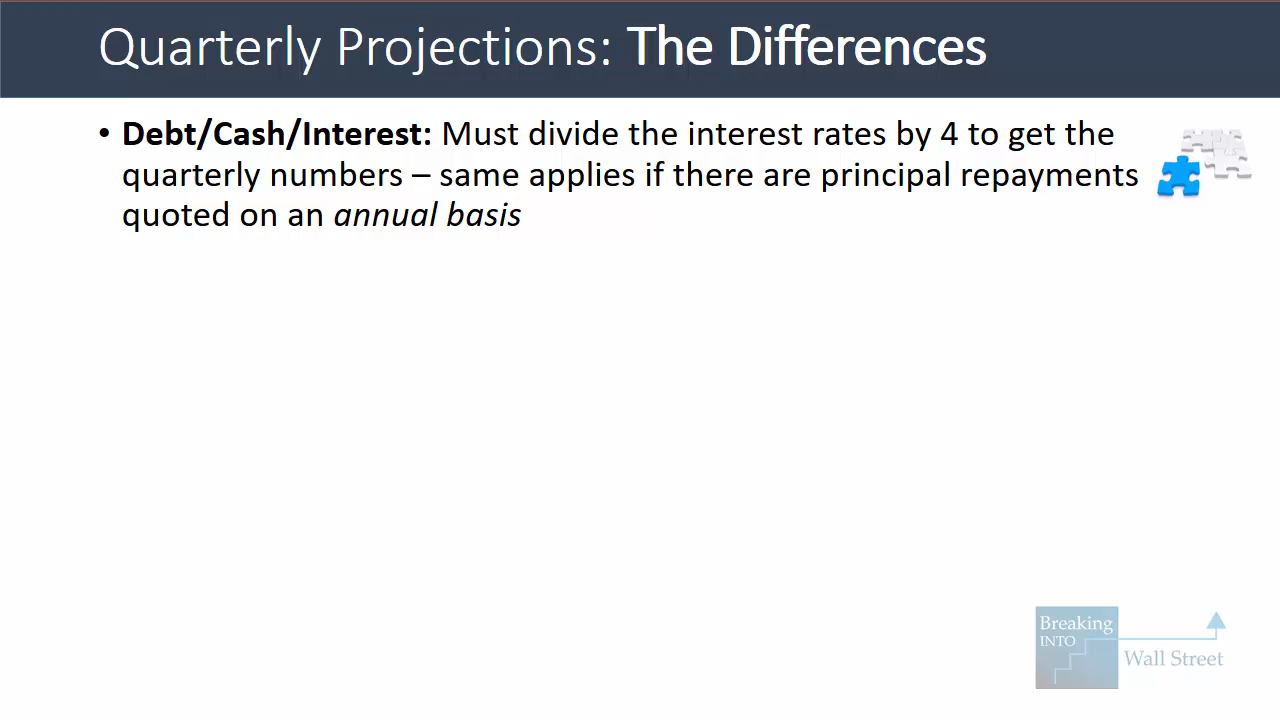 Quarterly Projections: The Differences
• Debt/Cash/Interest: Must divide the interest rates by 4 to get the
quarterly numbers – same applies if there are principal repayments
quoted on an annual basis
Breaking
INTO
Wall Street